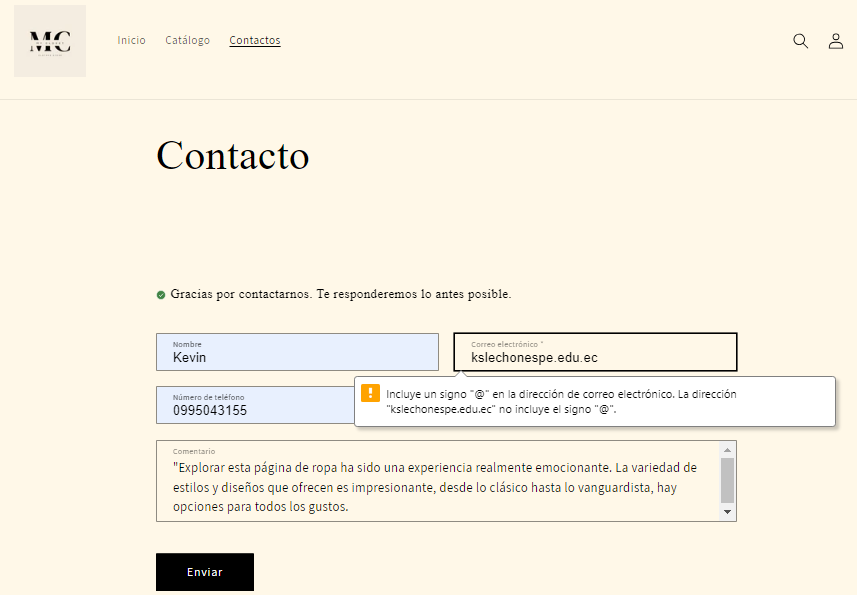 MC
Inicio Catálogo Contactos
Contacto
Gracias por contactarnos. Te responderemos lo antes posible.
Nombre
Kevin
Correo electrónico *
kslechonespe.edu.ec
Incluye un signo "@" en la dirección de correo electrónico. La dirección
"kslechonespe.edu.ec" no incluye el signo "@".
Número de teléfono
0995043155
Comentario
"Explorar esta página de ropa ha sido una experiencia realmente emocionante. La variedad de
estilos y diseños que ofrecen es impresionante, desde lo clásico hasta lo vanguardista, hay
opciones para todos los gustos.
Enviar